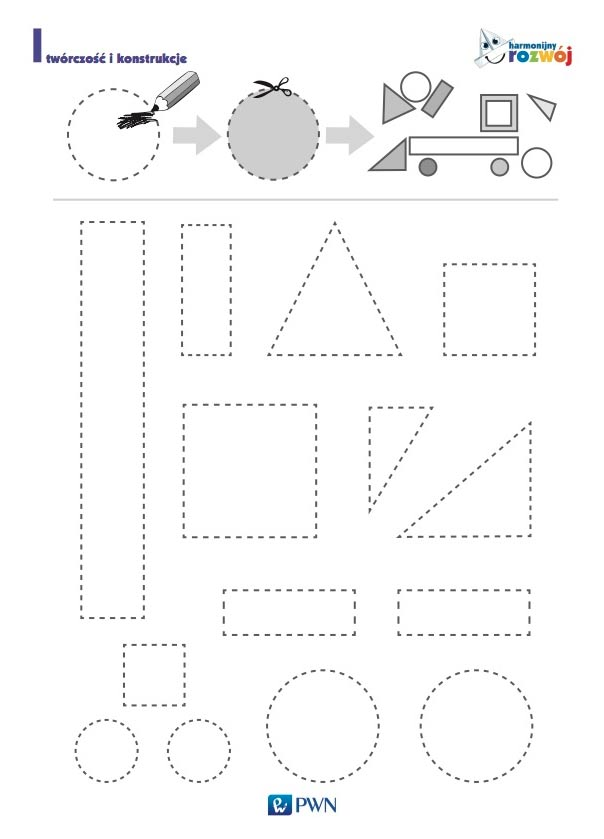 I twórczość i konstrukcje
harmonijny
rozwój
PWN